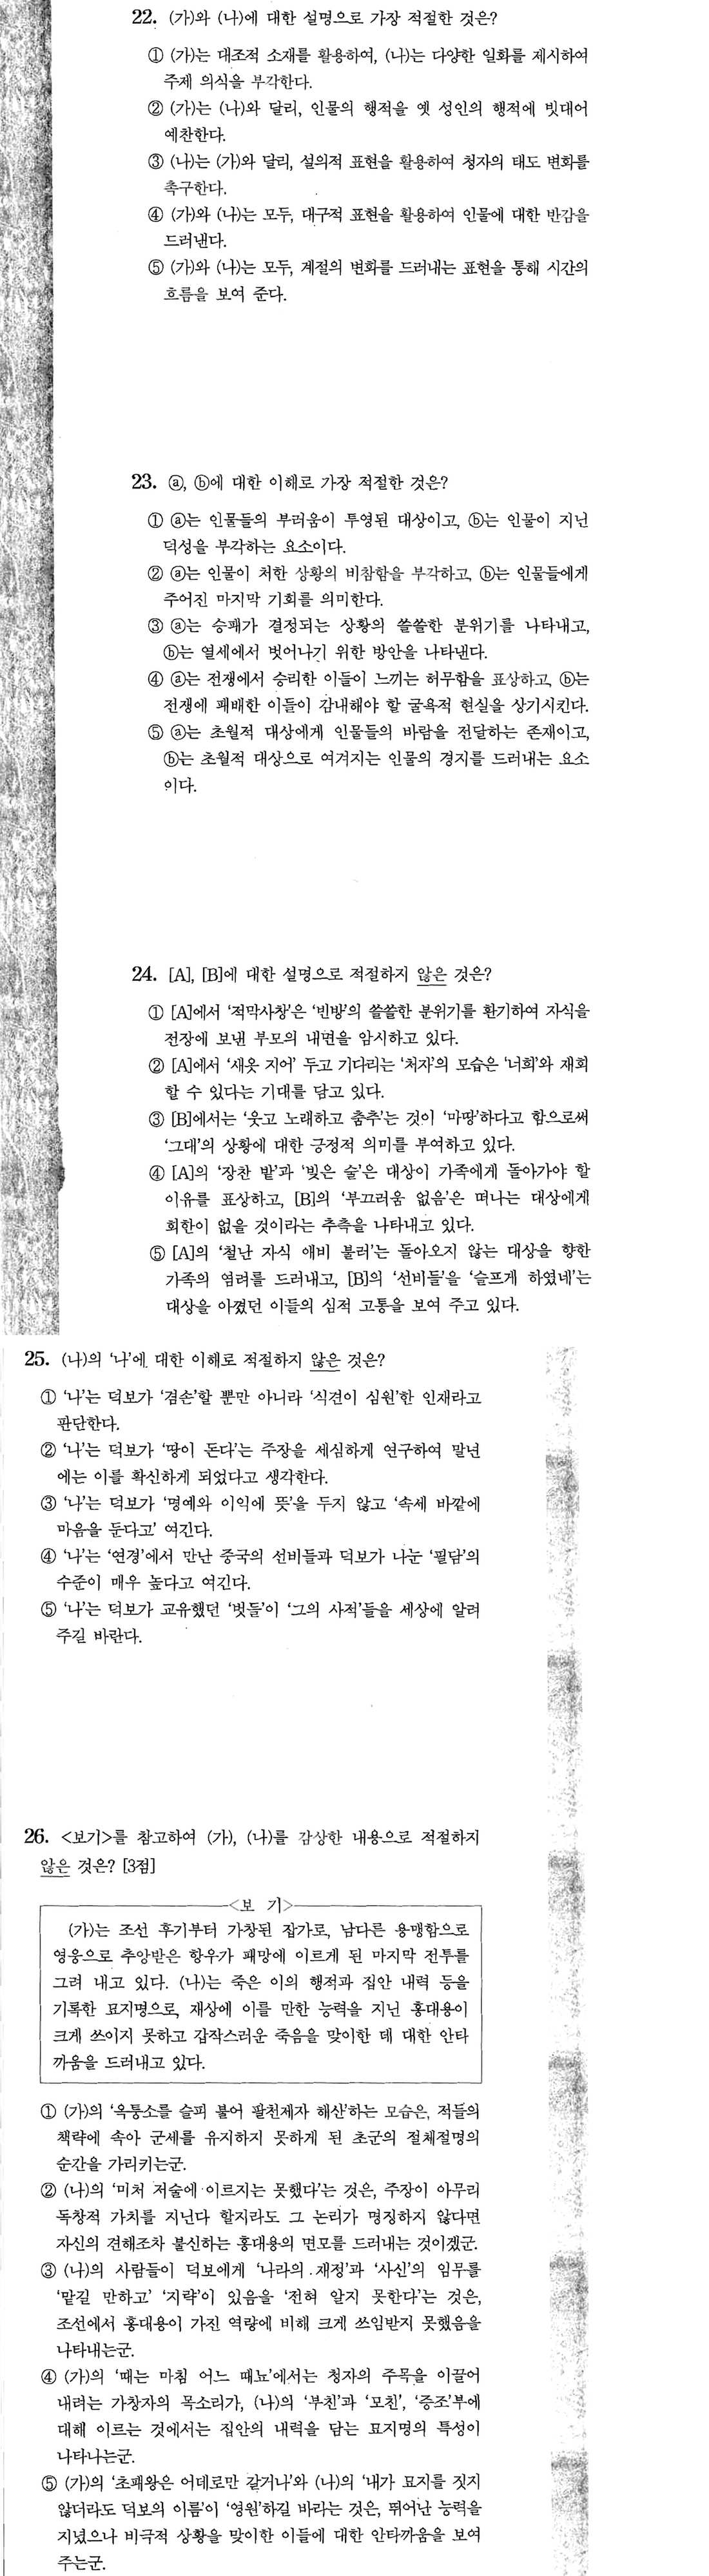 22. (가)와 (나)에 대한 설명으로 가장 적절한 것은?
① (가)는 대조적 소재를 활용하여, (나)는 다양한 일화를 제시하여
주제 의식을 부각한다.
② (가)는 (나)와 달리, 인물의 행적을 옛 성인의 행적에 빗대어
예찬한다.
③ (나)는 (가)와 달리, 설의적 표현을 활용하여 청자의 태도 변화를
촉구한다.
④ (가)와 (나)는 모두, 대구적 표현을 활용하여 인물에 대한 반감을
드러낸다.
⑤ (가)와 (나)는 모두, 계절의 변화를 드러내는 표현을 통해 시간의
흐름을 보여 준다.
23. ⓐ, ⓑ에 대한 이해로 가장 적절한 것은?
① ⓐ는 인물들의 부러움이 투영된 대상이고, ⓑ는 인물이 지닌
덕성을 부각하는 요소이다.
② ⓐ는 인물이 처한 상황의 비참함을 부각하고, ⓑ는 인물들에게
주어진 마지막 기회를 의미한다.
③ ⓐ는 승패가 결정되는 상황의 쓸쓸한 분위기를 나타내고,
ⓑ는 열세에서 벗어나기 위한 방안을 나타낸다.
④ ⓐ는 전쟁에서 승리한 이들이 느끼는 허무함을 표상하고, ⓑ는
전쟁에 패배한 이들이 감내해야 할 굴욕적 현실을 상기시킨다.
⑤ ⓐ는 초월적 대상에게 인물들의 바람을 전달하는 존재이고,
ⓑ는 초월적 대상으로 여겨지는 인물의 경지를 드러내는 요소
이다.
24. [A], [B]에 대한 설명으로 적절하지 않은 것은?
① [A]에서 ‘적막사창’은 ‘빈방’의 쓸쓸한 분위기를 환기하여 자식을
전장에 보낸 부모의 내면을 암시하고 있다.
② [A]에서 ‘새옷 지어’ 두고 기다리는 ‘처자’의 모습은 ‘너희’와 재회
할 수 있다는 기대를 담고 있다.
③ [B]에서는 ‘웃고 노래하고 춤추’는 것이 ‘마땅’하다고 함으로써
‘그대’의 상황에 대한 긍정적 의미를 부여하고 있다.
④ [A]의 ‘장찬 밭’과 ‘빚은 술’은 대상이 가족에게 돌아가야 할
이유를 표상하고, [B]의 ‘부끄러움 없음’은 떠나는 대상에게
회한이 없을 것이라는 추측을 나타내고 있다.
⑤ [A]의 ‘철난 자식 애비 불러’는 돌아오지 않는 대상을 향한
가족의 염려를 드러내고, [B]의 ‘선비들’을 ‘슬프게 하였네’는
대상을 아꼈던 이들의 심적 고통을 보여 주고 있다.
25. (나)의 ‘나’에 대한 이해로 적절하지 않은 것은?
① ‘나’는 덕보가 ‘겸손’할 뿐만 아니라 ‘식견이 심원’한 인재라고
판단한다.
② ‘나’는 덕보가 ‘땅이 돈다’는 주장을 세심하게 연구하여 말년
에는 이를 확신하게 되었다고 생각한다.
③ ‘나’는 덕보가 ‘명예와 이익에 뜻’을 두지 않고 ‘속세 바깥에
마음을 둔다고’ 여긴다.
④ ‘나’는 ‘연경’에서 만난 중국의 선비들과 덕보가 나눈 ‘필담’의
수준이 매우 높다고 여긴다.
⑤ ‘나’는 덕보가 교유했던 ‘벗들’이 ‘그의 사적’들을 세상에 알려
주길 바란다.
26. <보기>를 참고하여 (가), (나)를 감상한 내용으로 적절하지
않은 것은? [3점]
<보 기>
(가)는 조선 후기부터 가창된 잡가로, 남다른 용맹함으로
영웅으로 추앙받은 항우가 패망에 이르게 된 마지막 전투를
그려 내고 있다. (나)는 죽은 이의 행적과 집안 내력 등을
기록한 묘지명으로, 재상에 이를 만한 능력을 지닌 홍대용이
크게 쓰이지 못하고 갑작스러운 죽음을 맞이한 데 대한 안타
까움을 드러내고 있다.
① (가)의 ‘옥통소를 슬피 불어 팔천제자 해산’하는 모습은, 적들의
책략에 속아 군세를 유지하지 못하게 된 초군의 절체절명의
순간을 가리키는군.
② (나)의 ‘미처 저술에 이르지는 못했다’는 것은, 주장이 아무리
독창적 가치를 지닌다 할지라도 그 논리가 명징하지 않다면
자신의 견해조차 불신하는 홍대용의 면모를 드러내는 것이겠군.
③ (나)의 사람들이 덕보에게 ‘나라의 재정’과 ‘사신’의 임무를
‘맡길 만하고’ ‘지략’이 있음을 ‘전혀 알지 못한다’는 것은,
조선에서 홍대용이 가진 역량에 비해 크게 쓰임받지 못했음을
나타내는군.
④ (가)의 ‘때는 마침 어느 때뇨’에서는 청자의 주목을 이끌어
내려는 가창자의 목소리가, (나)의 ‘부친’과 ‘모친’, ‘증조’부에
대해 이르는 것에서는 집안의 내력을 담는 묘지명의 특성이
나타나는군.
⑤ (가)의 ‘초패왕은 어데로만 갈거나’와 (나)의 ‘내가 묘지를 짓지
않더라도 덕보의 이름’이 ‘영원’하길 바라는 것은, 뛰어난 능력을
지녔으나 비극적 상황을 맞이한 이들에 대한 안타까움을 보여
주는군.